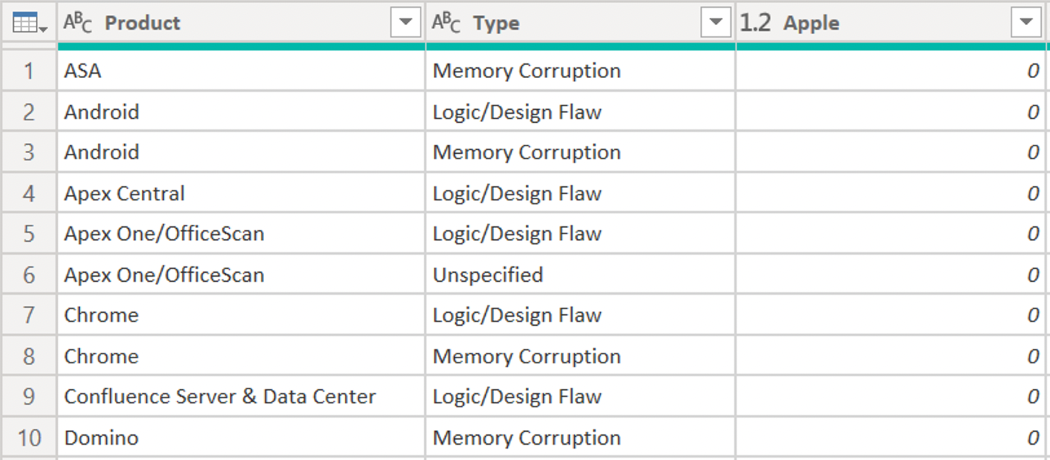 ABC Product ABC Type 1.2 Apple
1 ASA Memory Corruption 0
2 Android Logic/Design Flaw 0
3 Android Memory Corruption 0
4 Apex Central Logic/Design Flaw 0
5 Apex One/OfficeScan Logic/Design Flaw 0
6 Apex One/OfficeScan Unspecified 0
7 Chrome Logic/Design Flaw 0
8 Chrome Memory Corruption 0
9 Confluence Server & Data Center Logic/Design Flaw 0
10 Domino Memory Corruption 0